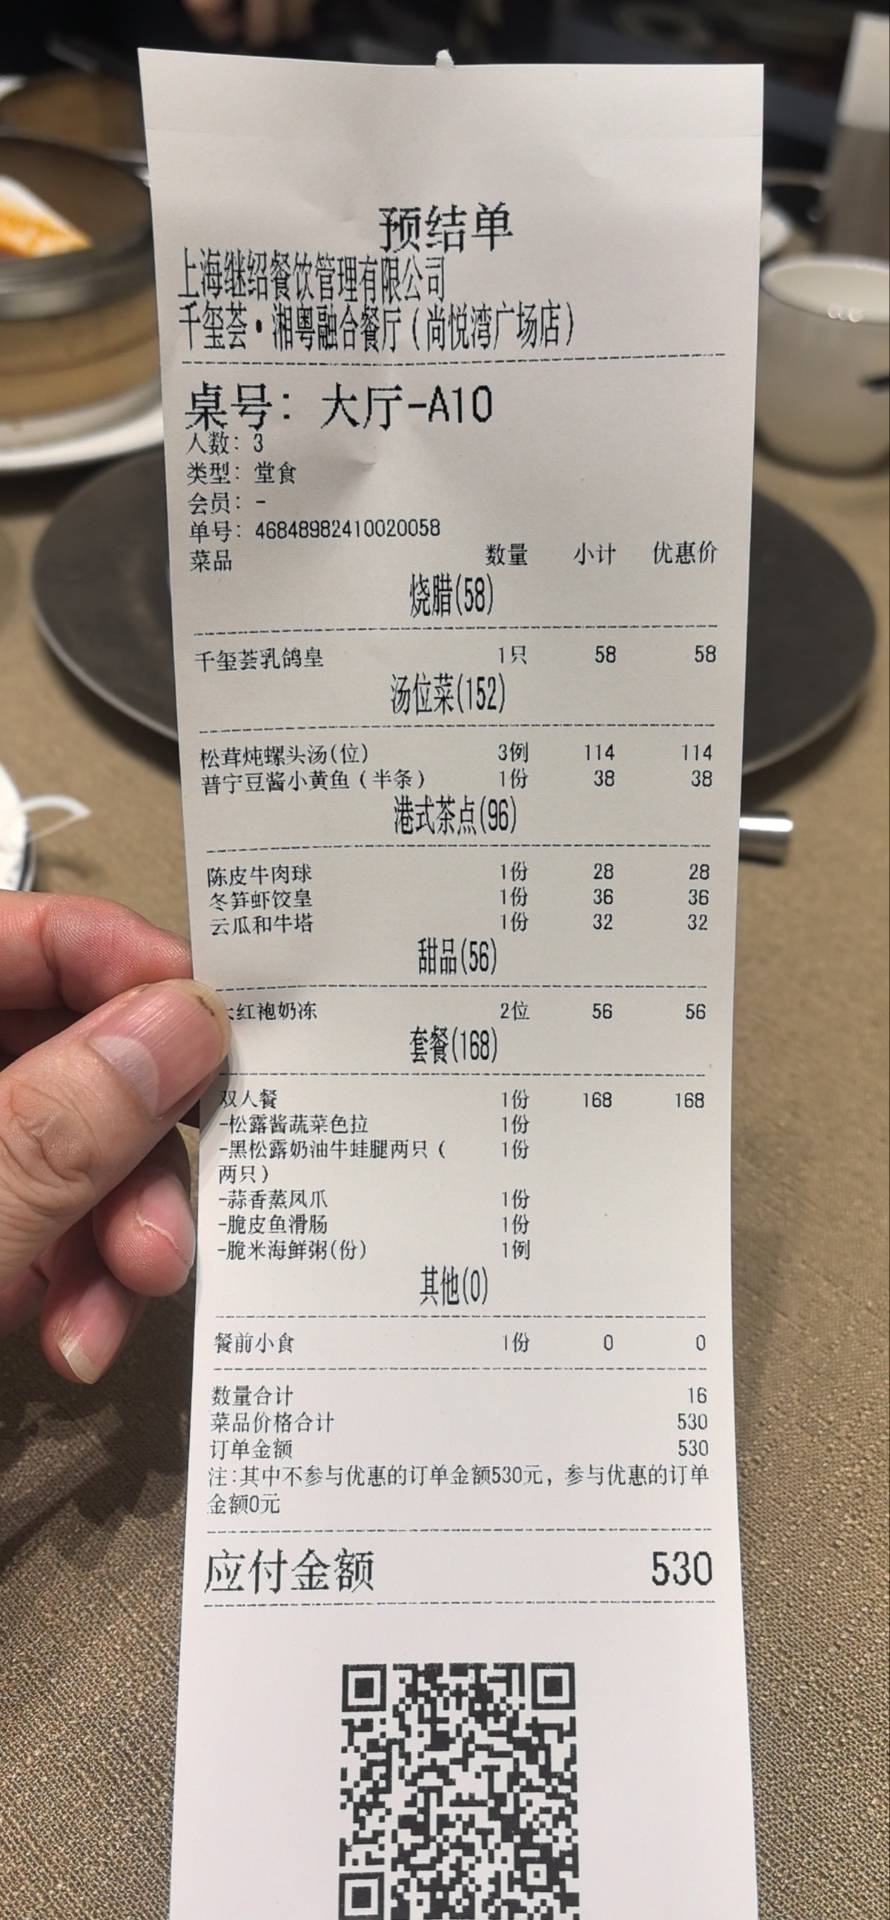 预结单
上海继绍餐饮管理有限公司
千玺荟·湘粤融合餐厅(尚悦湾广场店)
桌号: 大厅-A10
人数: 3
类型: 堂食
会员: -
单号: 46848982410020058
菜品 数量 小计 优惠价
烧腊(58)
千玺荟乳鸽皇 1只 58 58
汤位菜(152)
松茸炖螺头汤(位) 3例 114 114
普宁豆酱小黄鱼(半条) 1份 38 38
港式茶点(96)
陈皮牛肉球 1份 28 28
冬笋虾饺皇 1份 36 36
云瓜和牛塔 1份 32 32
甜品(56)
红袍奶冻 2位 56 56
套餐(168)
双人餐 1份 168 168
-松露酱蔬菜色拉 1份
-黑松露奶油牛蛙腿两只( 1份
两只)
-蒜香蒸凤爪 1份
-脆皮鱼滑肠 1份
-脆米海鲜粥(份) 1例
其他(0)
餐前小食 1份 0 0
数量合计 16
菜品价格合计 530
订单金额 530
注:其中不参与优惠的订单金额530元, 参与优惠的订单
金额0元
应付金额 530